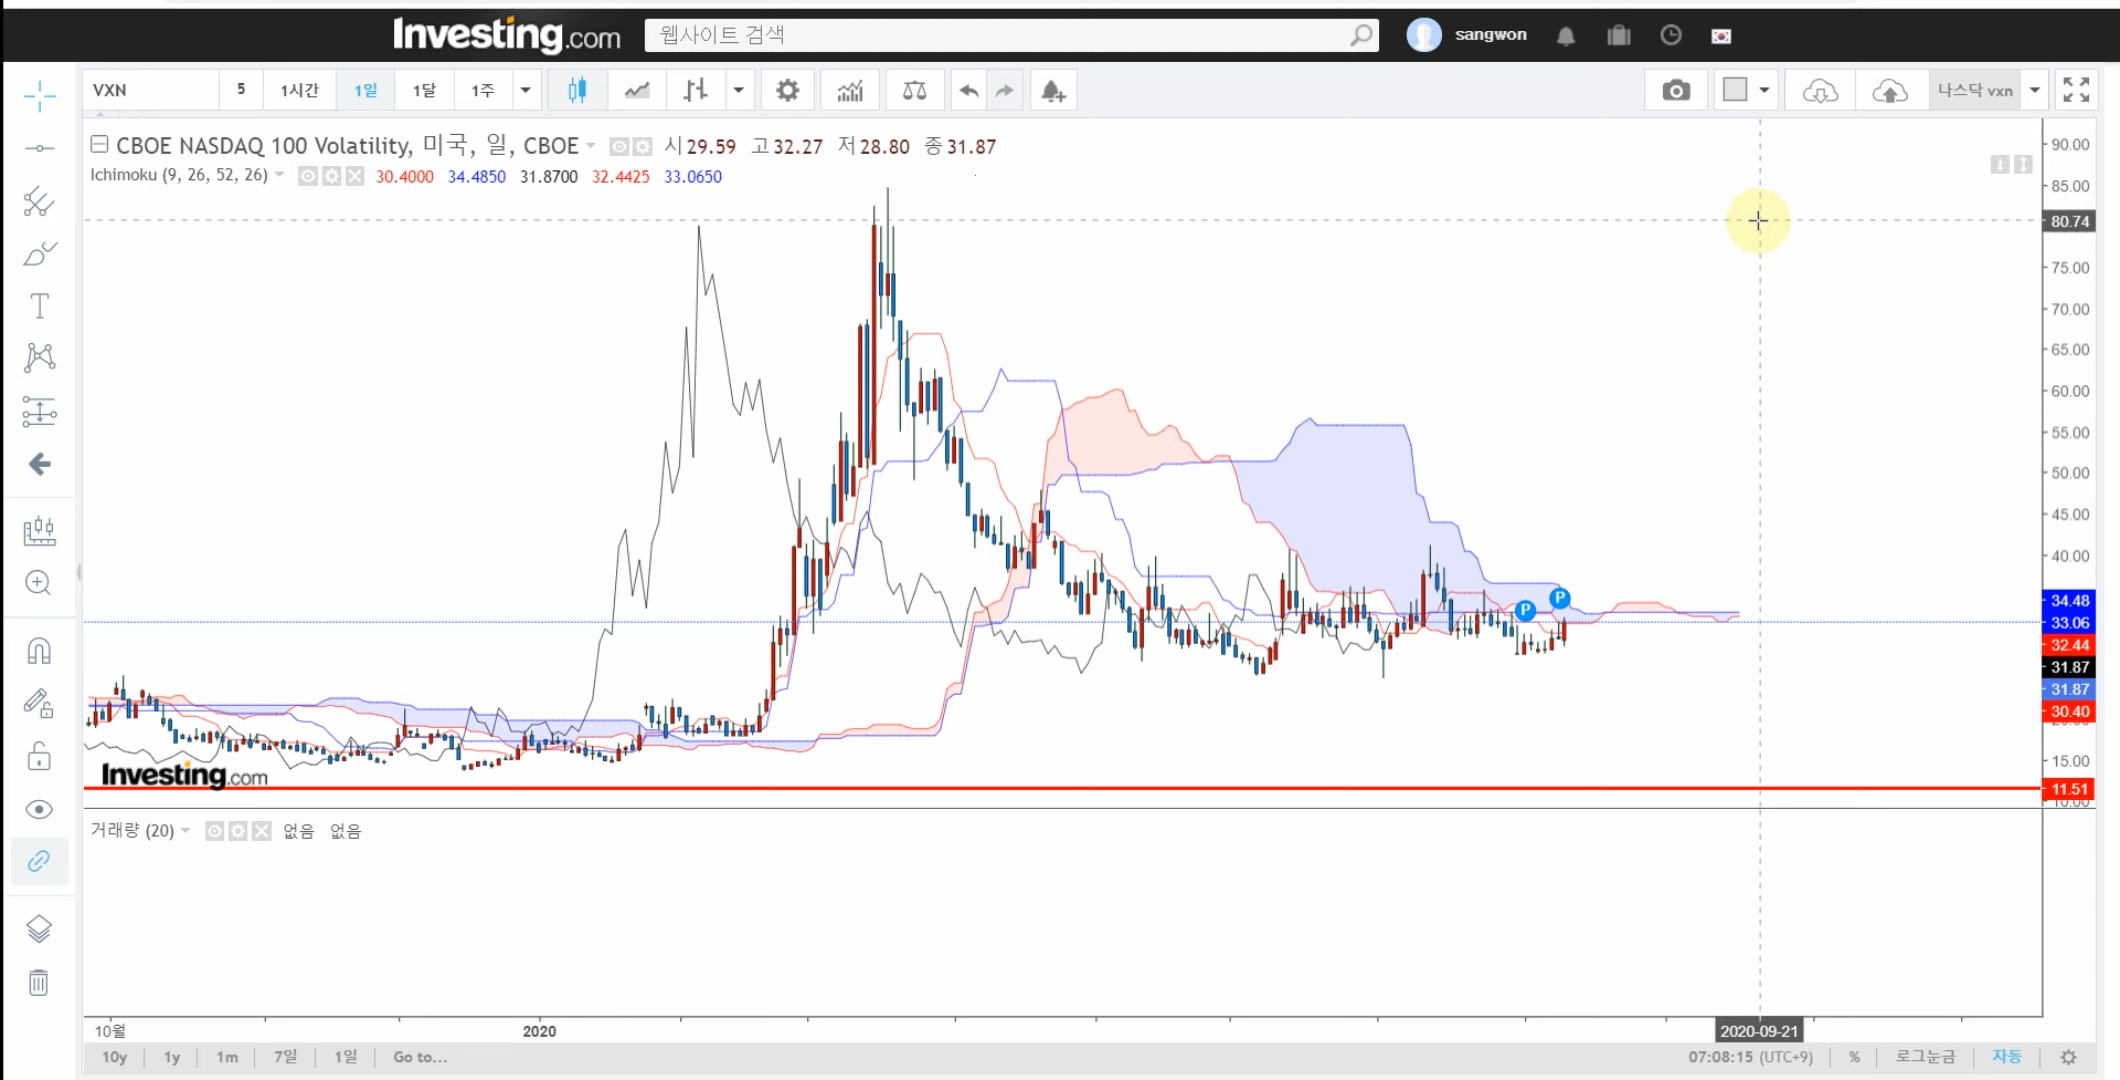 Investing.com
웹사이트 검색
sangwon
VXN 5 1시간 1일 1달 1주
나스닥 vxn
CBOE NASDAQ 100 Volatility, 미국, 일, CBOE 시 29.59 고 32.27 저 28.80 종 31.87
Ichimoku (9, 26, 52, 26) 30.4000 34.4850 31.8700 32.4425 33.0650
90.00
85.00
80.74
75.00
70.00
65.00
60.00
55.00
50.00
45.00
40.00
P P
34.48
33.06
32.44
31.87
31.87
30.40
15.00
Investing.com
11.51
10.00
거래량 (20) 없음 없음
10월 2020 2020-09-21
10y 1y 1m 7일 1일 Go to... 07:08:15 (UTC+9) % 로그눈금 자동